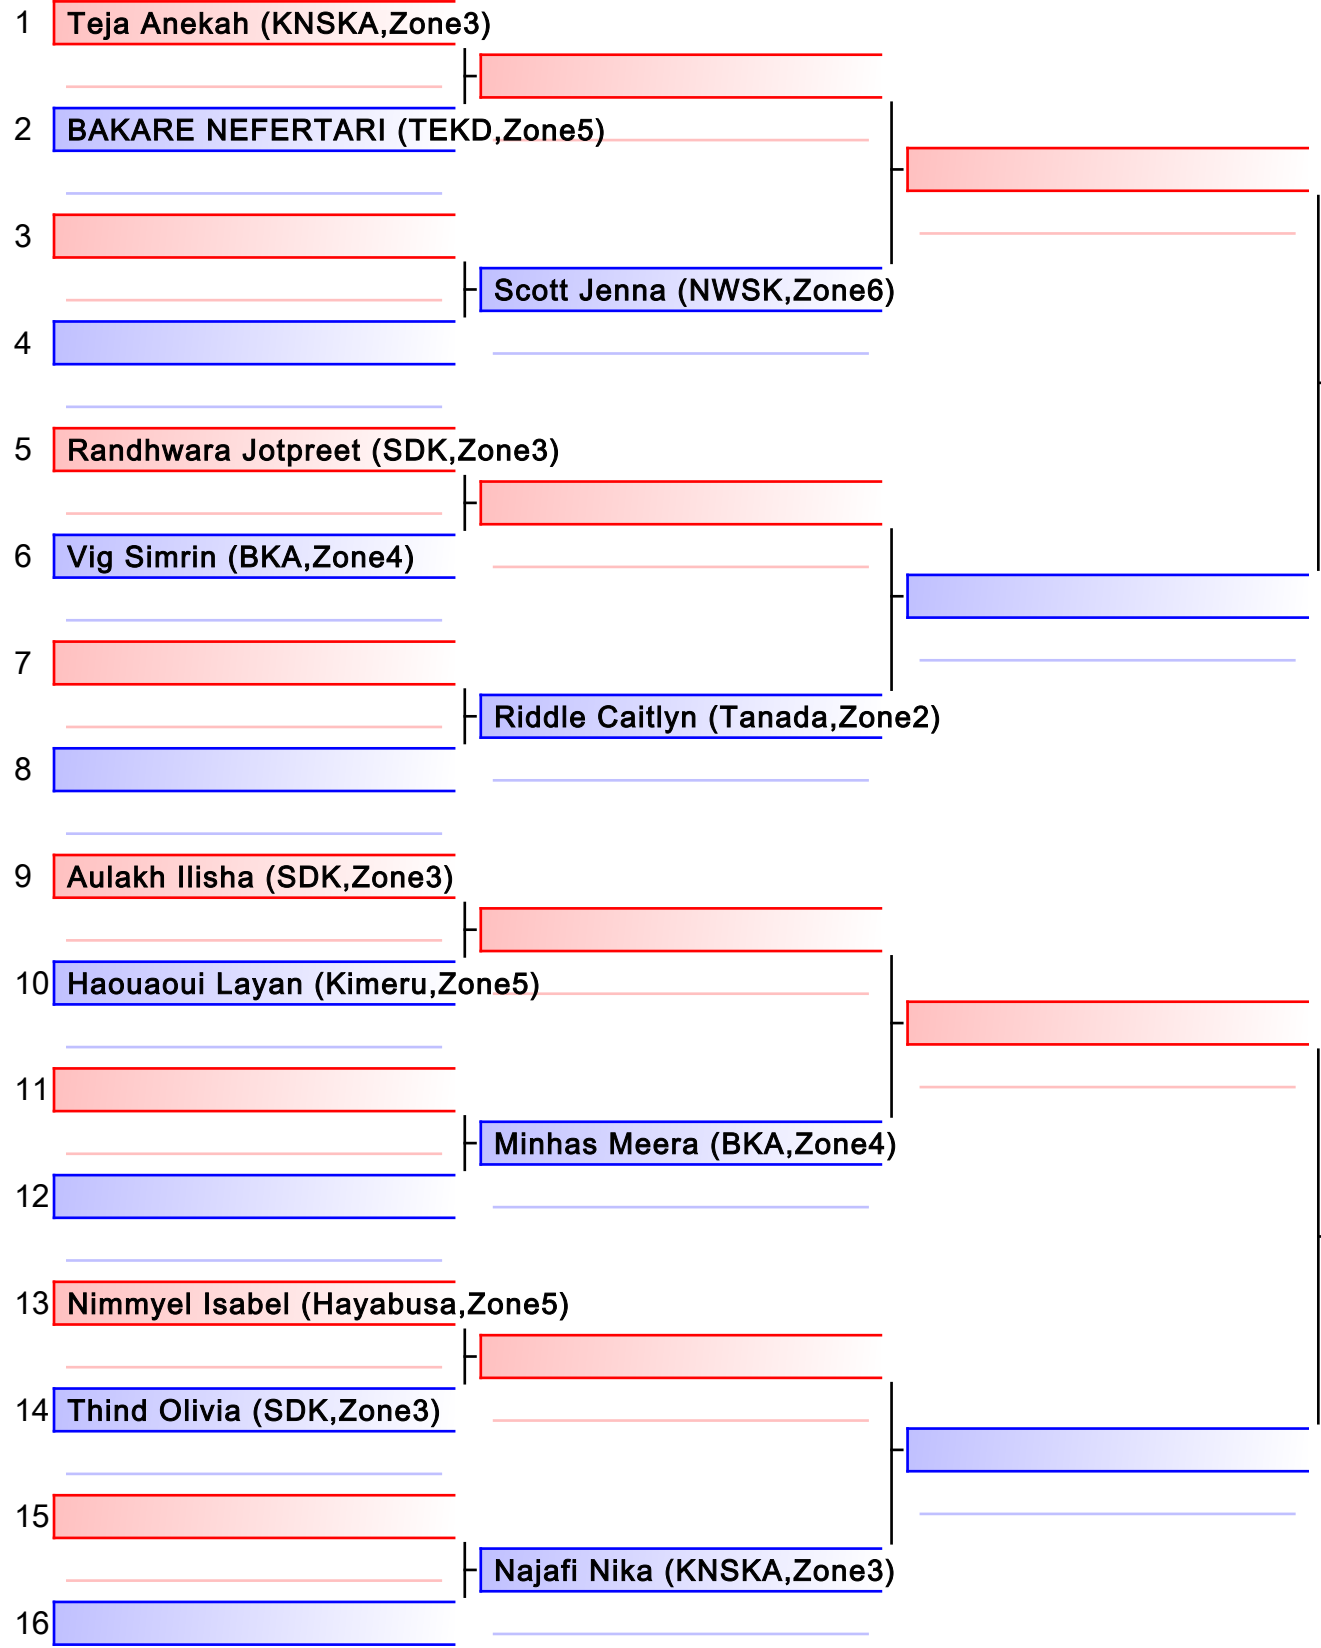 1 Teja Anekah (KNSKA,Zone3)
2 BAKARE NEFERTARI (TEKD,Zone5)
3
Scott Jenna (NWSK,Zone6)
4
5 Randhwara Jotpreet (SDK,Zone3)
6 Vig Simrin (BKA,Zone4)
7
Riddle Caitlyn (Tanada,Zone2)
8
9 Aulakh Ilisha (SDK,Zone3)
10 Haouaoui Layan (Kimeru,Zone5)
11
Minhas Meera (BKA,Zone4)
12
13 Nimmyel Isabel (Hayabusa,Zone5)
14 Thind Olivia (SDK,Zone3)
15
Najafi Nika (KNSKA,Zone3)
16